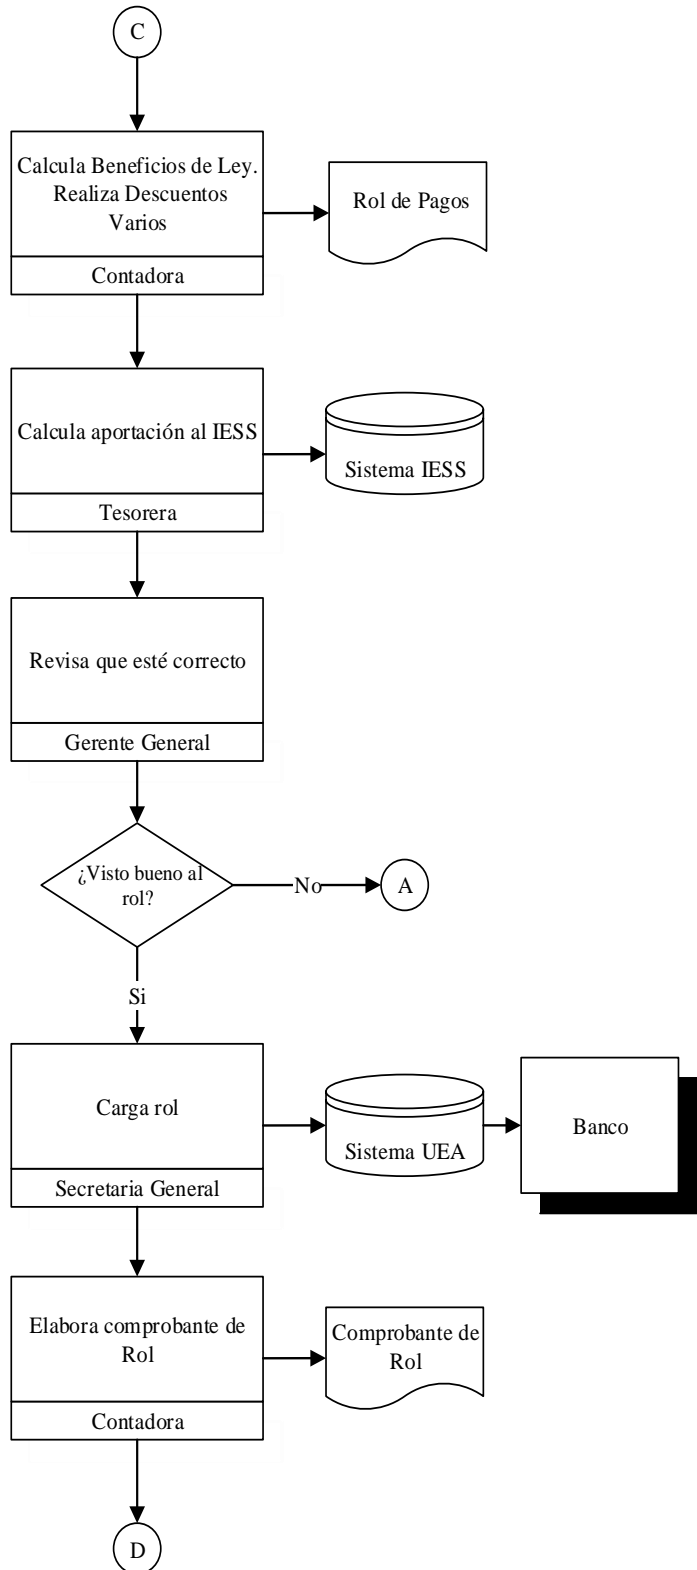 C
Calcula Beneficios de Ley.
Realiza Descuentos
Varios
Contadora
Rol de Pagos
Calcula aportación al IESS
Tesorera
Sistema IESS
Revisa que esté correcto
Gerente General
¿Visto bueno al
rol?
No
A
Si
Carga rol
Secretaria General
Sistema UEA
Banco
Elabora comprobante de
Rol
Contadora
Comprobante de
Rol
D